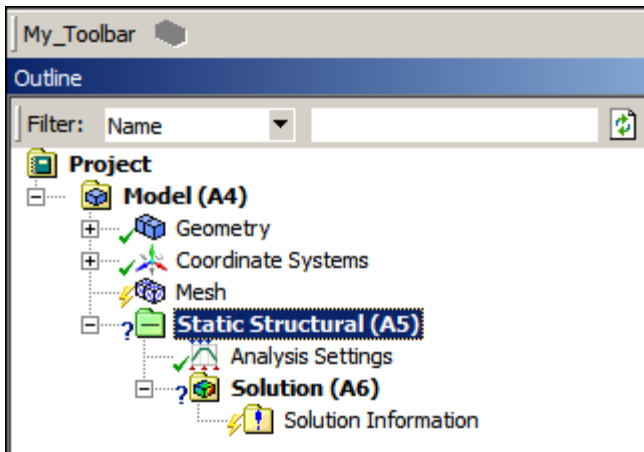 My_Toolbar
Outline
Filter: Name
Project
Model (A4)
Geometry
Coordinate Systems
Mesh
Static Structural (A5)
Analysis Settings
Solution (A6)
Solution Information